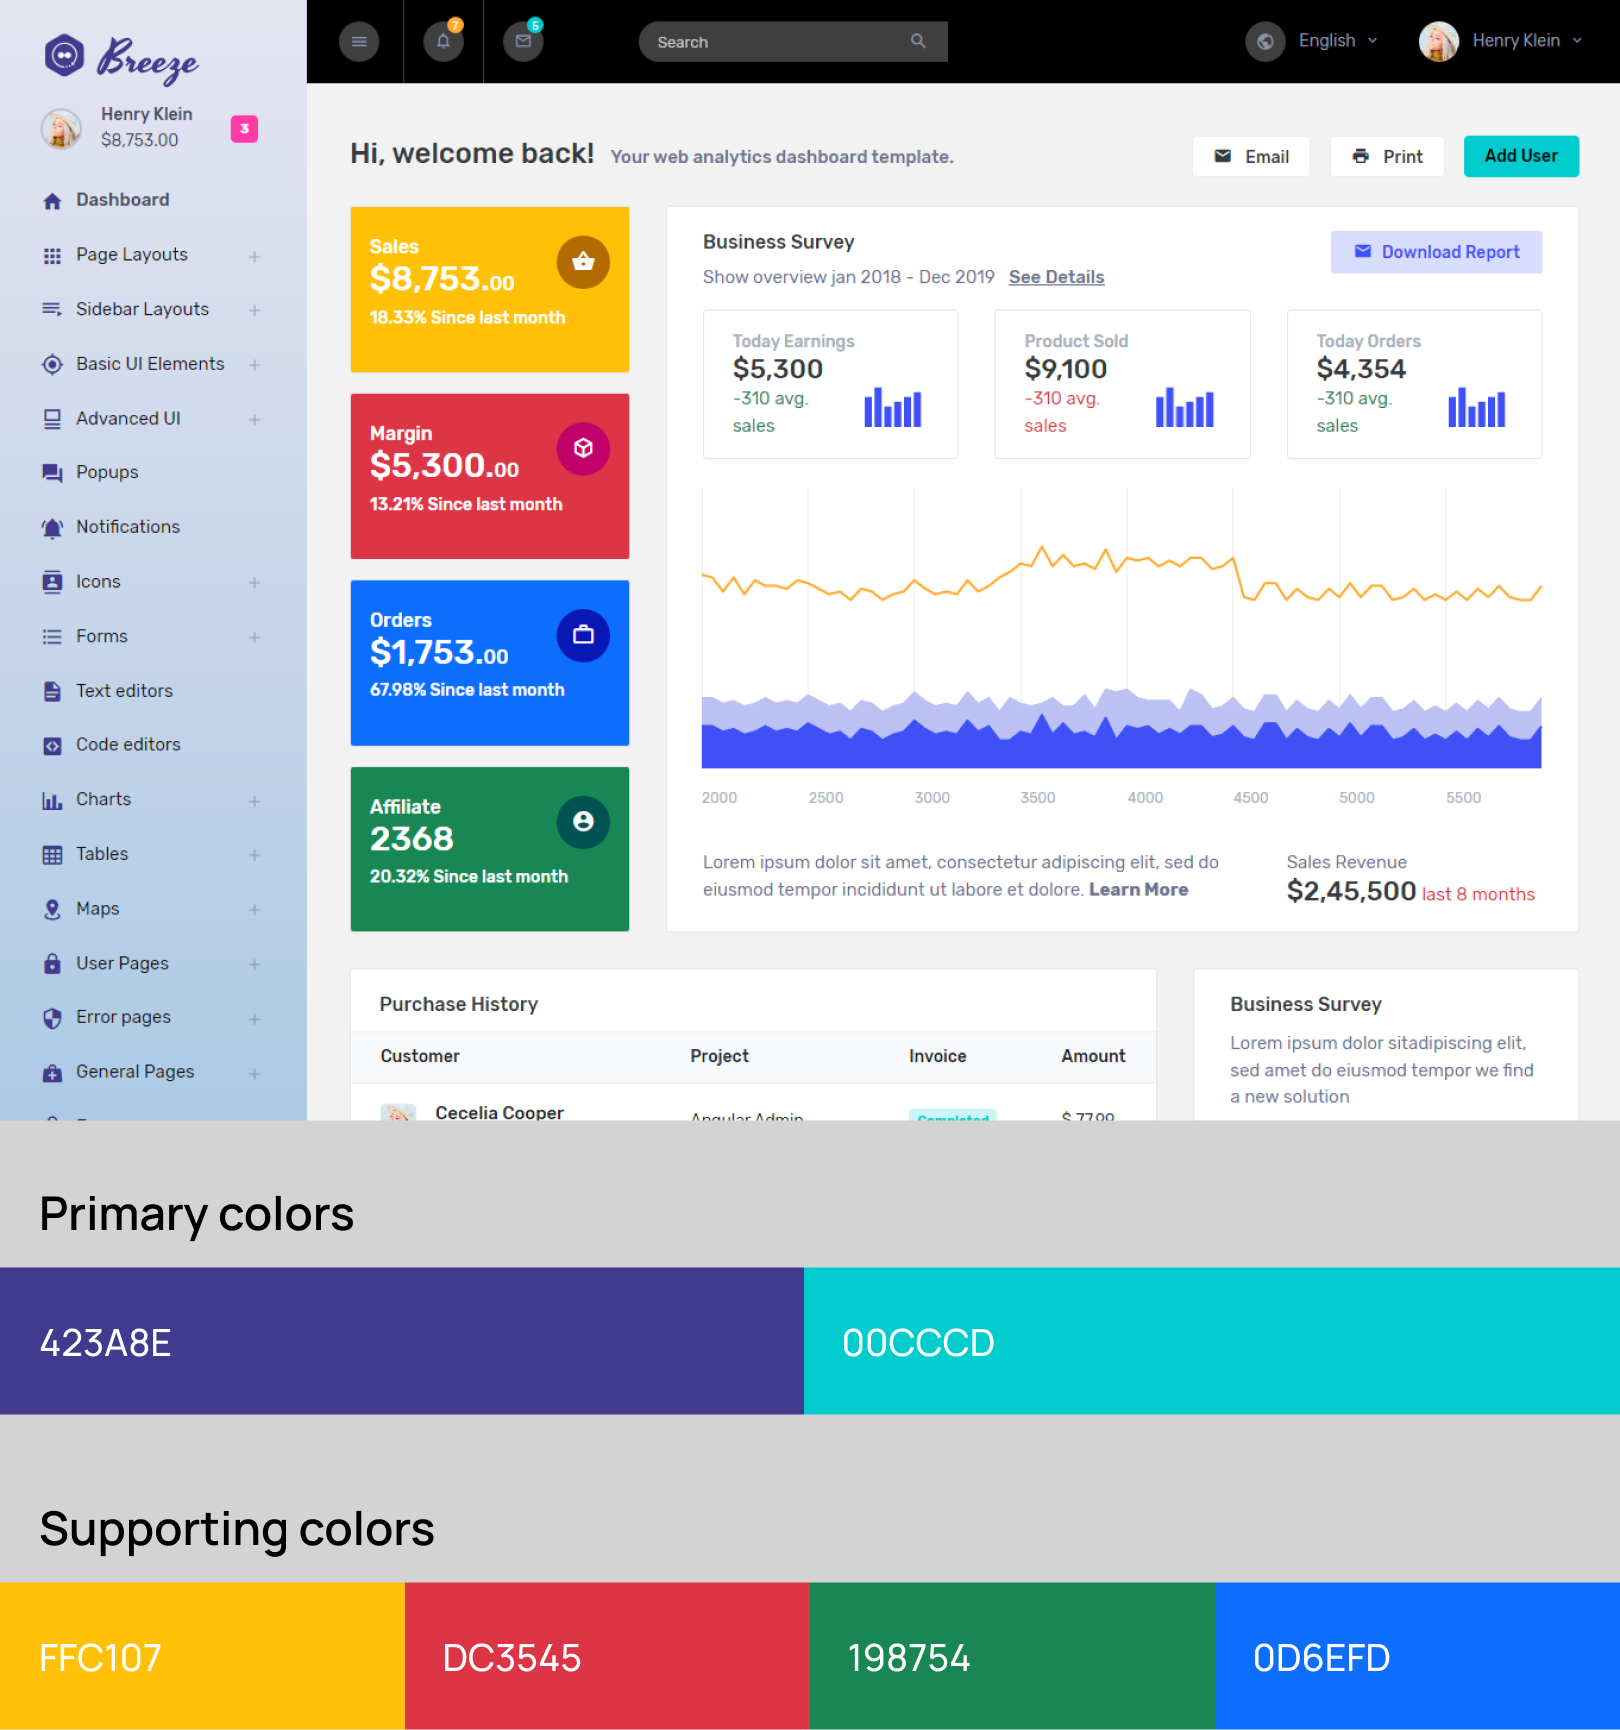 Breeze
Henry Klein
$8,753.00
3
Dashboard
Page Layouts
Sidebar Layouts
Basic UI Elements
Advanced UI
Popups
Notifications
Icons
Forms
Text editors
Code editors
Charts
Tables
Maps
User Pages
Error pages
General Pages
7
5
Search
English
Henry Klein
Hi, welcome back!
Your web analytics dashboard template.
Email
Print
Add User
Sales
$8,753.00
18.33% Since last month
Margin
$5,300.00
13.21% Since last month
Orders
$1,753.00
67.98% Since last month
Affiliate
2368
20.32% Since last month
Business Survey
Show overview jan 2018 - Dec 2019 See Details
Download Report
Today Earnings
$5,300
-310 avg.
sales
Product Sold
$9,100
-310 avg.
sales
Today Orders
$4,354
-310 avg.
sales
2000 2500 3000 3500 4000 4500 5000 5500
Lorem ipsum dolor sit amet, consectetur adipiscing elit, sed do
eiusmod tempor incididunt ut labore et dolore. Learn More
Sales Revenue
$2,45,500 last 8 months
Purchase History
Customer Project Invoice Amount
Cecelia Cooper
Angular Admin Completed $ 77.99
Business Survey
Lorem ipsum dolor sitadipiscing elit,
sed amet do eiusmod tempor we find
a new solution
Primary colors
423A8E
00CCCD
Supporting colors
FFC107
DC3545
198754
0D6EFD